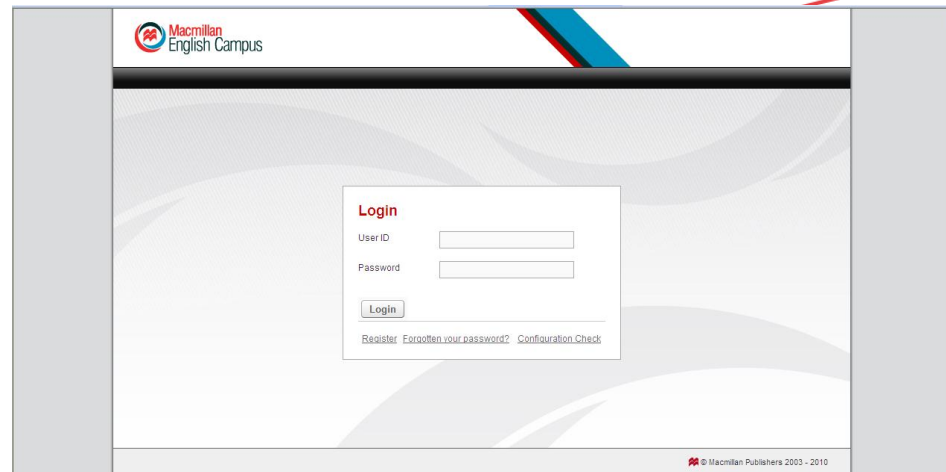 Macmillan
English Campus
Login
User ID
Password
Login
Register Forgotten your password? Configuration Check
© Macmillan Publishers 2003 - 2010